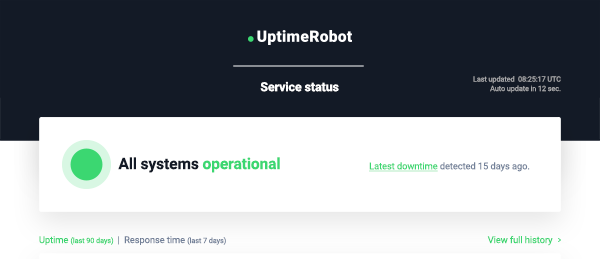 UptimeRobot
Service status
Last updated 08:25:17 UTC
Auto update in 12 sec.
All systems operational
Latest downtime detected 15 days ago.
Uptime (last 90 days) | Response time (last 7 days)
View full history ›